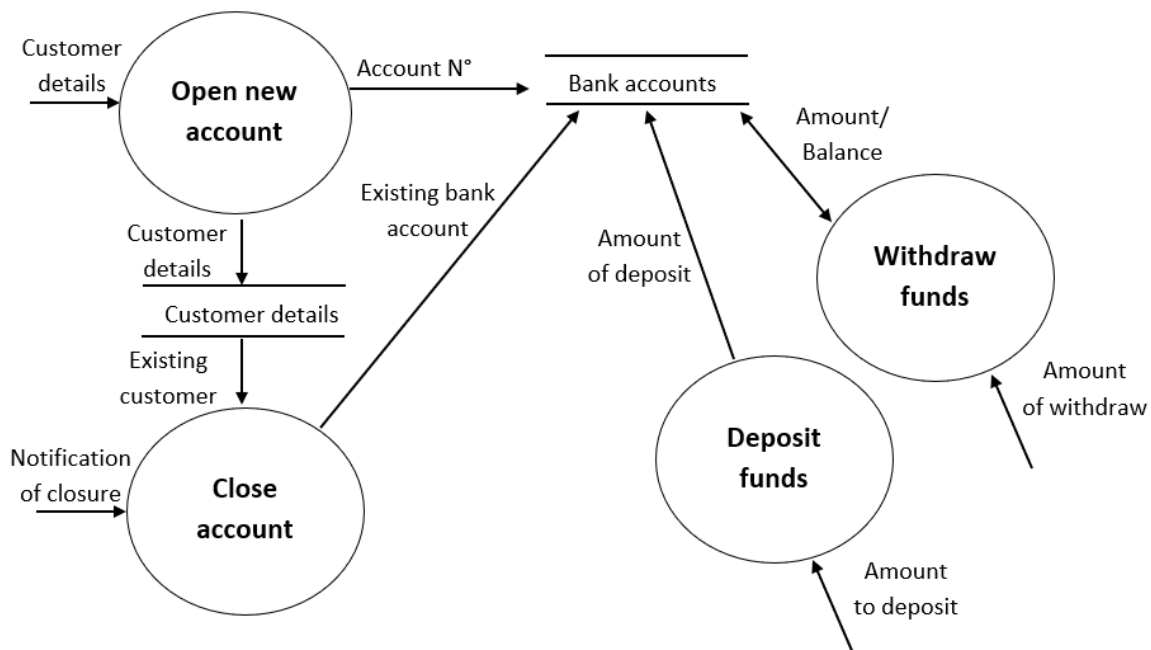 Customer
details
Open new
account
Account N°
Bank accounts
Amount/
Balance
Existing bank
account
Customer
details
Amount
of deposit
Withdraw
funds
Customer details
Existing
customer
Amount
of withdraw
Deposit
funds
Notification
of closure
Close
account
Amount
to deposit